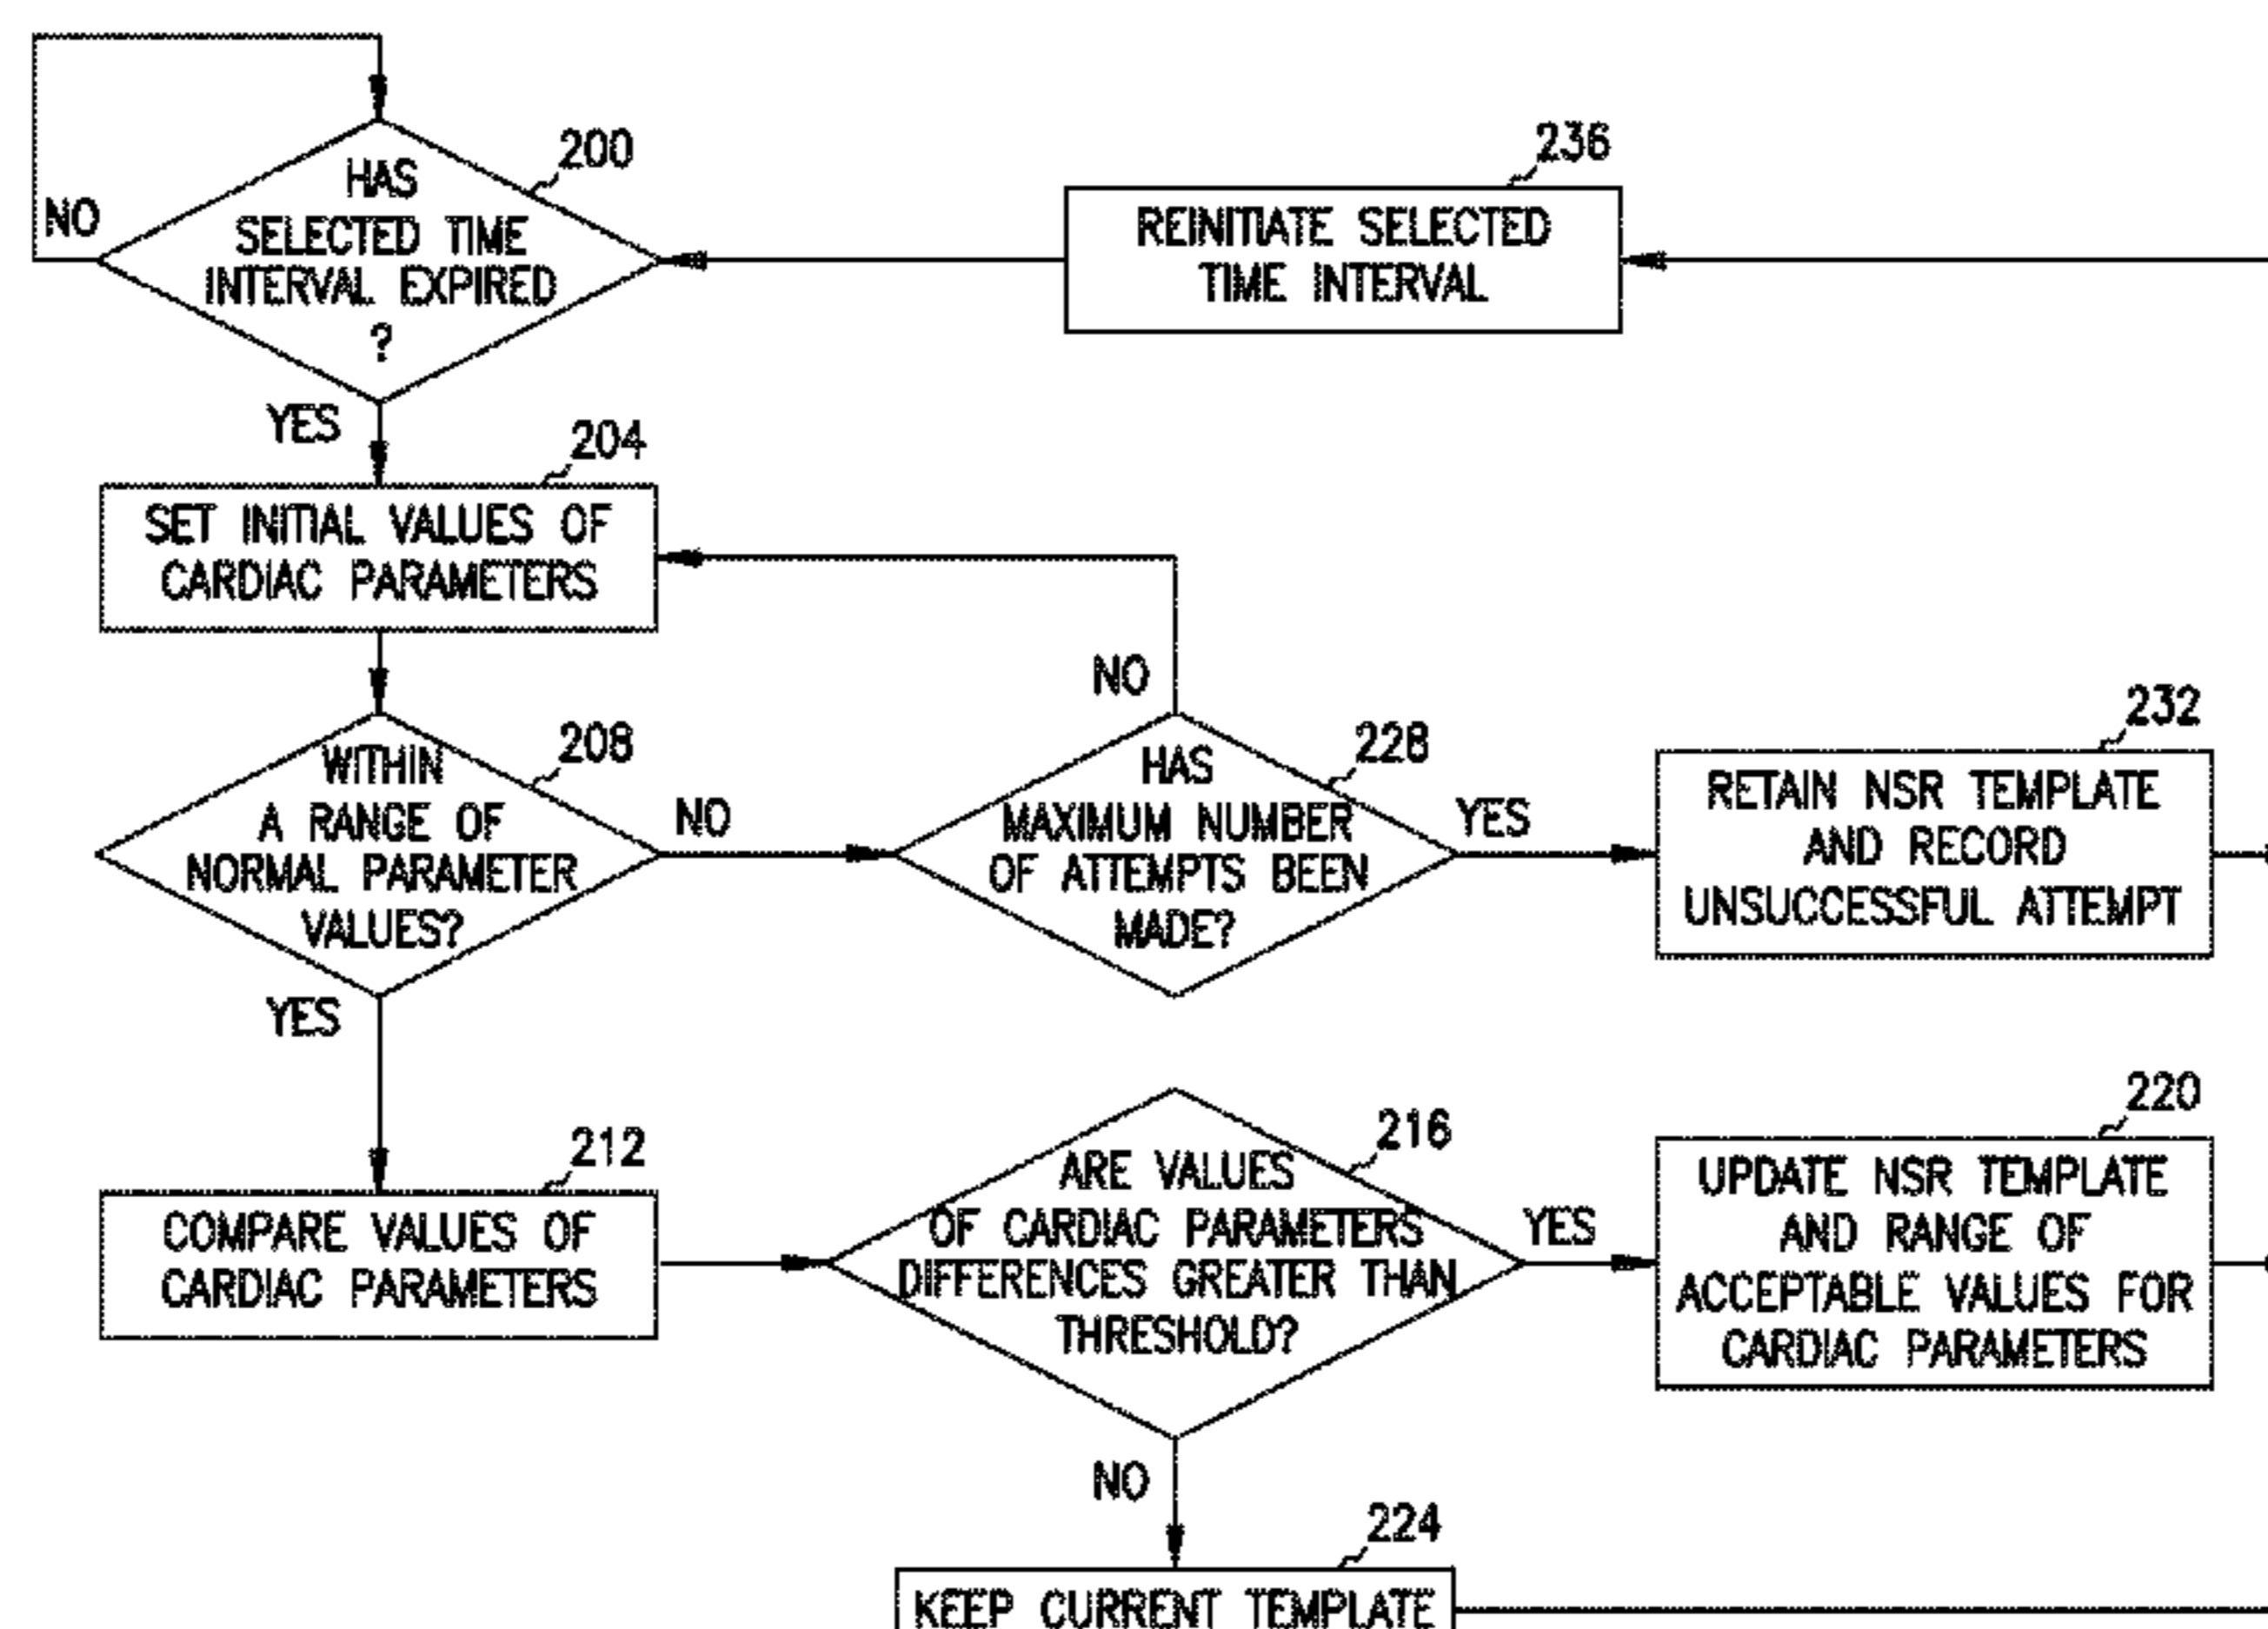 200
HAS
SELECTED TIME
INTERVAL EXPIRED
?
NO
YES
236
REINITIATE SELECTED
TIME INTERVAL
204
SET INITIAL VALUES OF
CARDIAC PARAMETERS
208
WITHIN
A RANGE OF
NORMAL PARAMETER
VALUES?
NO
YES
228
HAS
MAXIMUM NUMBER
OF ATTEMPTS BEEN
MADE?
NO
YES
232
RETAIN NSR TEMPLATE
AND RECORD
UNSUCCESSFUL ATTEMPT
212
COMPARE VALUES OF
CARDIAC PARAMETERS
216
ARE VALUES
OF CARDIAC PARAMETERS
DIFFERENCES GREATER THAN
THRESHOLD?
YES
NO
220
UPDATE NSR TEMPLATE
AND RANGE OF
ACCEPTABLE VALUES FOR
CARDIAC PARAMETERS
224
KEEP CURRENT TEMPLATE